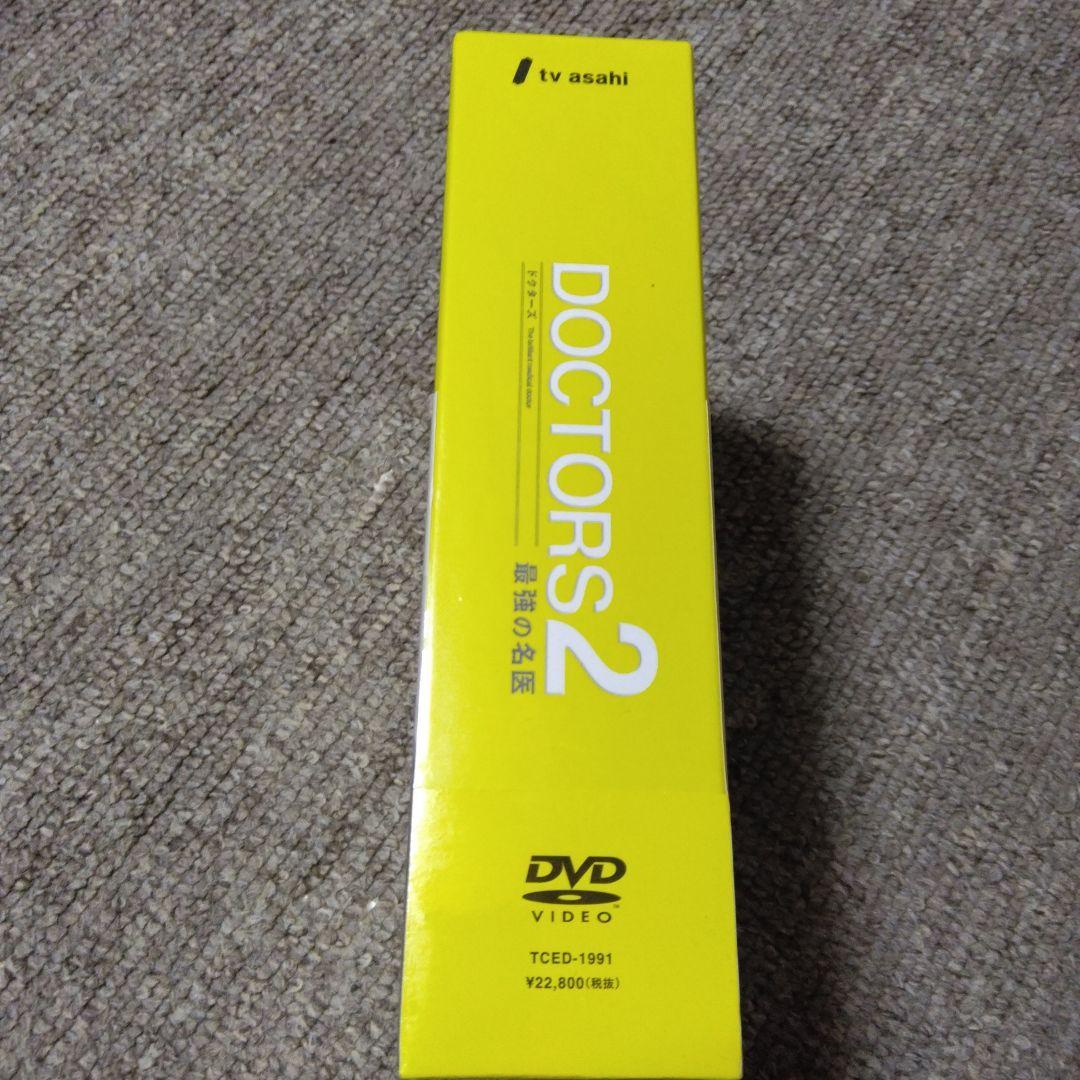 tv asahi
DOCTORS2
ドクターズ The brilliant medical doctor
最強の名医
DVD
VIDEO
TM
TCED-1991
¥22,800(税抜)